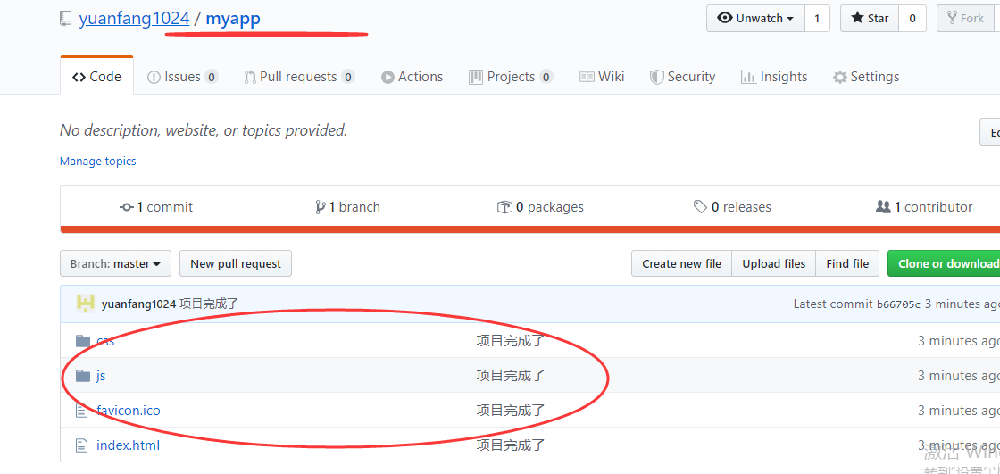 yuanfang1024 / myapp
Unwatch 1 Star 0 Fork
Code Issues 0 Pull requests 0 Actions Projects 0 Wiki Security Insights Settings
No description, website, or topics provided.
Manage topics
1 commit 1 branch 0 packages 0 releases 1 contributor
Branch: master New pull request Create new file Upload files Find file Clone or download
yuanfang1024 项目完成了 Latest commit b66705c 3 minutes ago
css 项目完成了 3 minutes ago
js 项目完成了 3 minutes ago
favicon.ico 项目完成了 3 minutes ago
index.html 项目完成了 3 minutes ago
激活 Win
转到"设置"